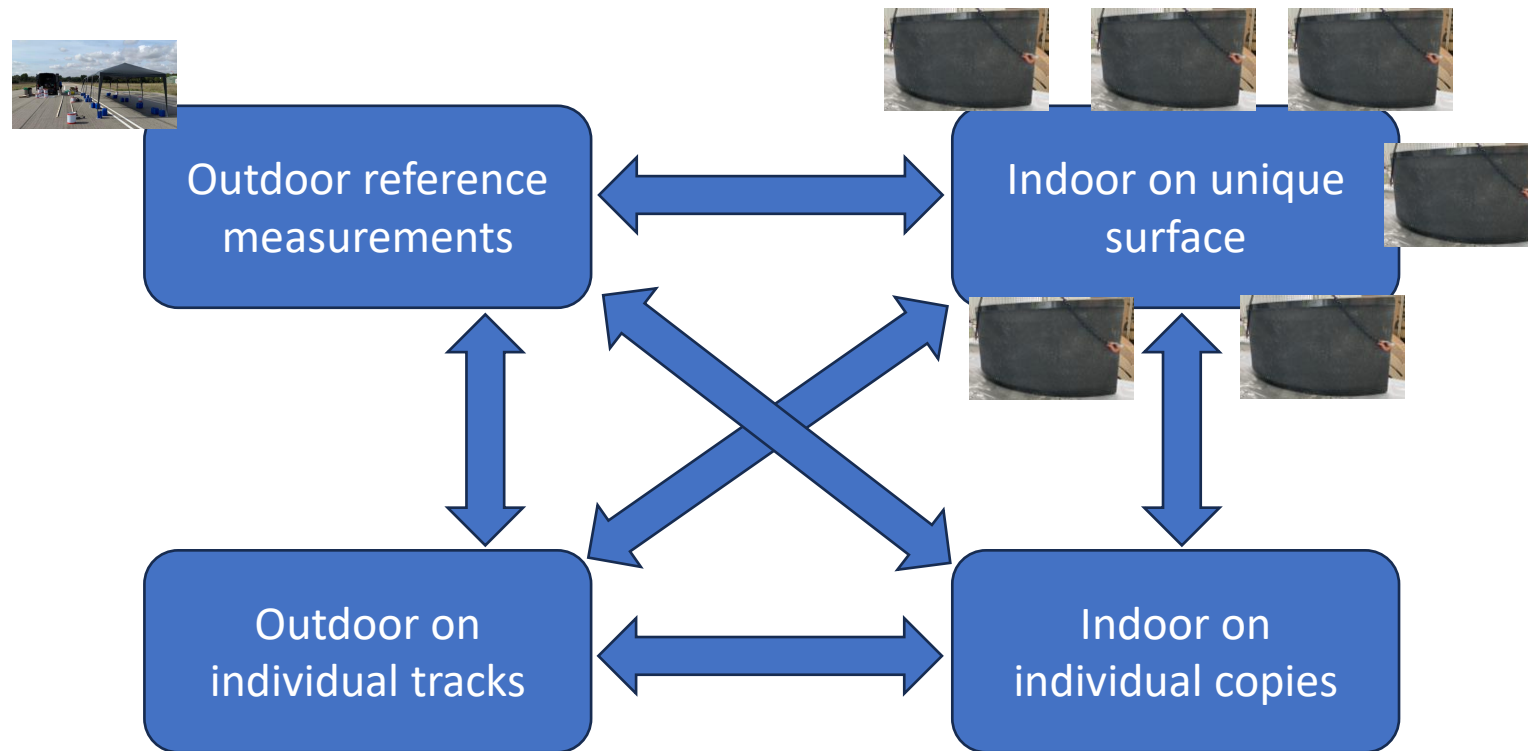 Outdoor reference
measurements
Indoor on unique
surface
Outdoor on
individual tracks
Indoor on
individual copies